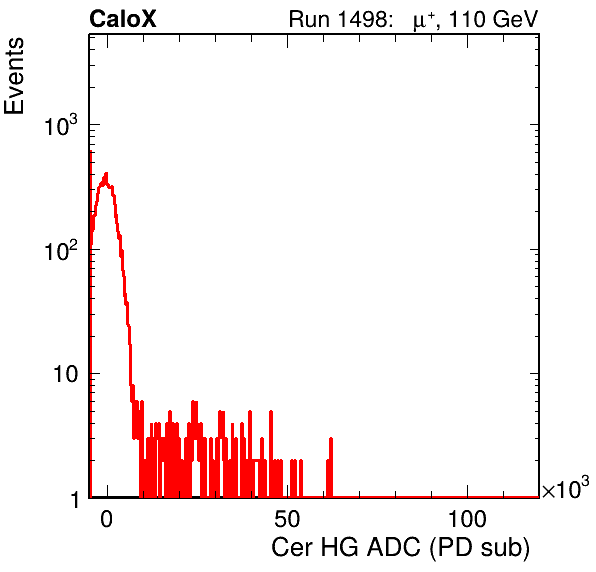 CaloX Run 1498: μ⁺, 110 GeV
Events
10³
10²
10
1
0 50 100 ×10³
Cer HG ADC (PD sub)